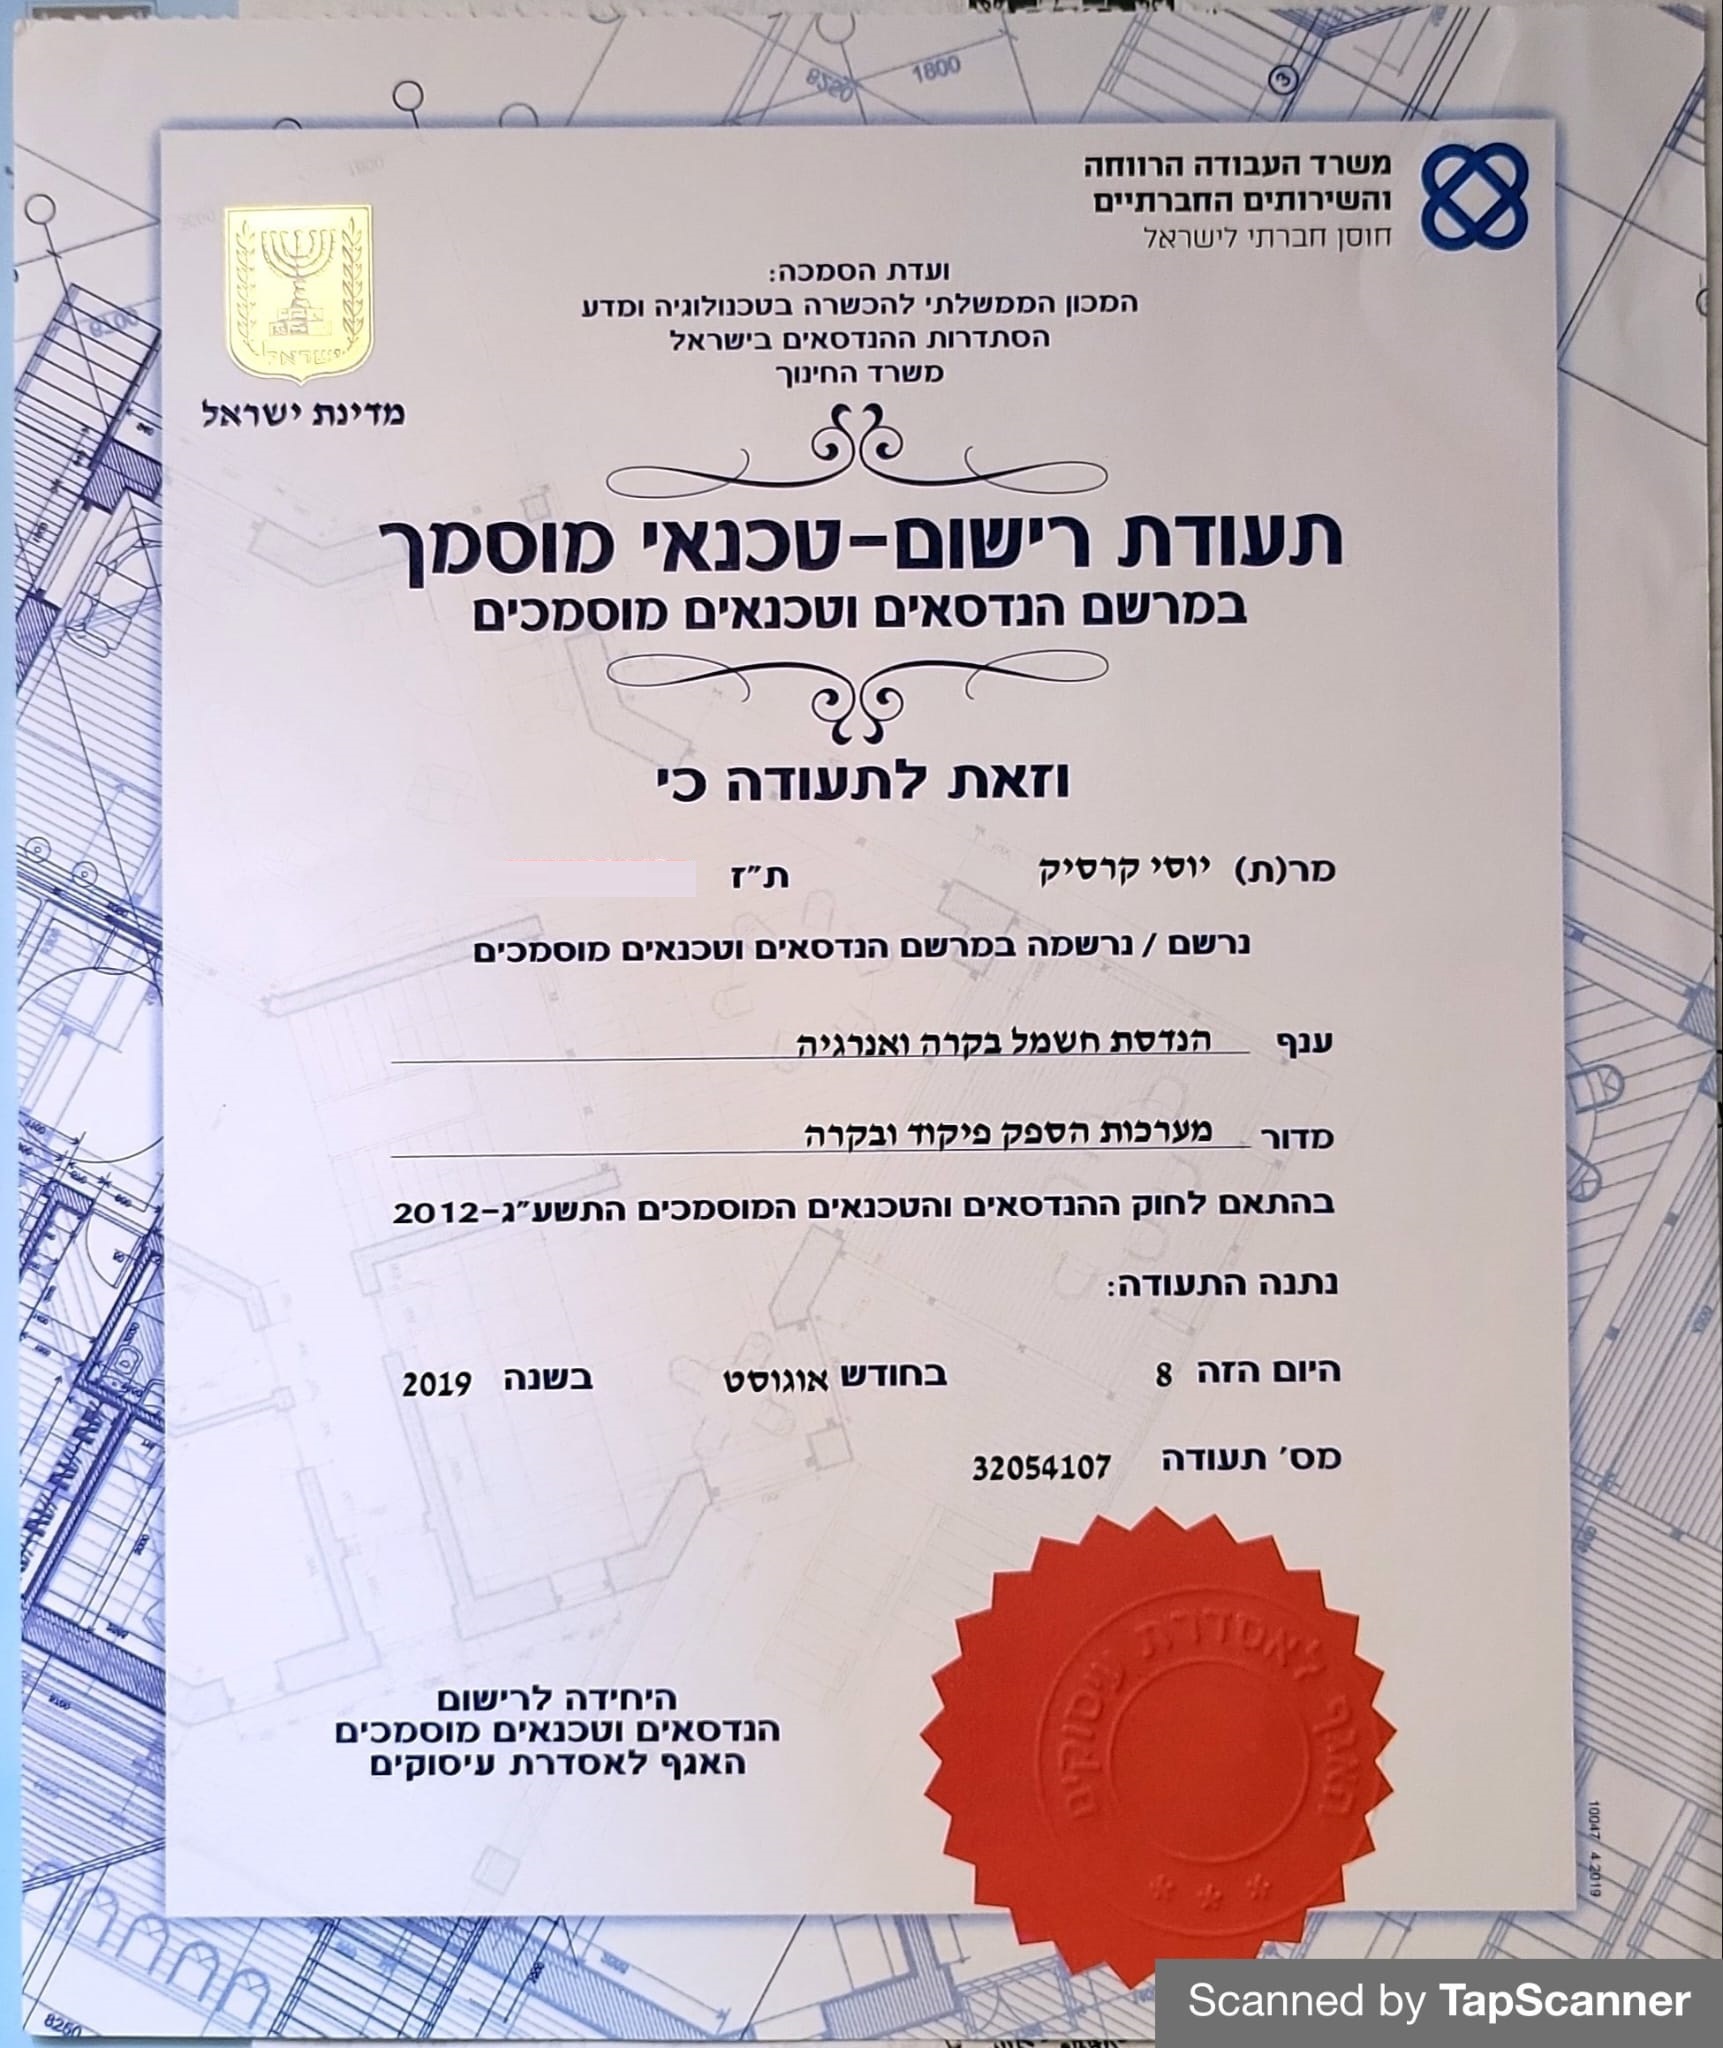 משרד העבודה הרווחה
והשירותים החברתיים
חוסן חברתי לישראל
ישראל
מדינת ישראל
ועדת הסמכה:
המכון הממשלתי להכשרה בטכנולוגיה ומדע
הסתדרות ההנדסאים בישראל
משרד החינוך
תעודת רישום-טכנאי מוסמך
במרשם הנדסאים וטכנאים מוסמכים
וזאת לתעודה כי
מר(ת) יוסי קרסיק ת"ז
נרשם / נרשמה במרשם הנדסאים וטכנאים מוסמכים
ענף הנדסת חשמל בקרה ואנרגיה
מדור מערכות הספק פיקוד ובקרה
בהתאם לחוק ההנדסאים והטכנאים המוסמכים התשע"ג-2012
נתנה התעודה:
היום הזה 8 בחודש אוגוסט בשנה 2019
מס' תעודה 32054107
היחידה לרישום
הנדסאים וטכנאים מוסמכים
האגף לאסדרת עיסוקים
האגף לאסדרת עיסוקים
10047 4.2019
1800
8250
3
8250
Scanned by TapScanner